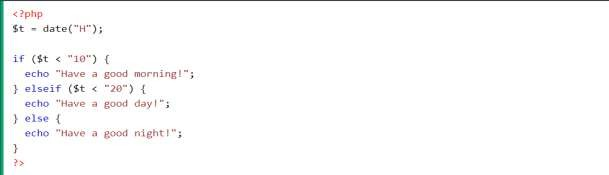 <?php
$t = date("H");

if ($t < "10") {
  echo "Have a good morning!";
} elseif ($t < "20") {
  echo "Have a good day!";
} else {
  echo "Have a good night!";
}
?>